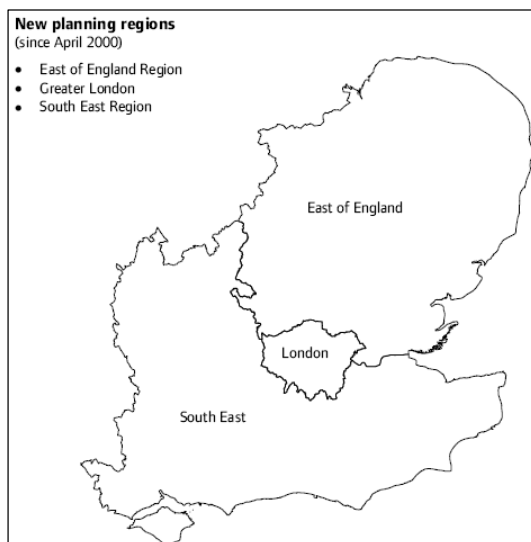 New planning regions
(since April 2000)
• East of England Region
• Greater London
• South East Region
East of England
London
South East